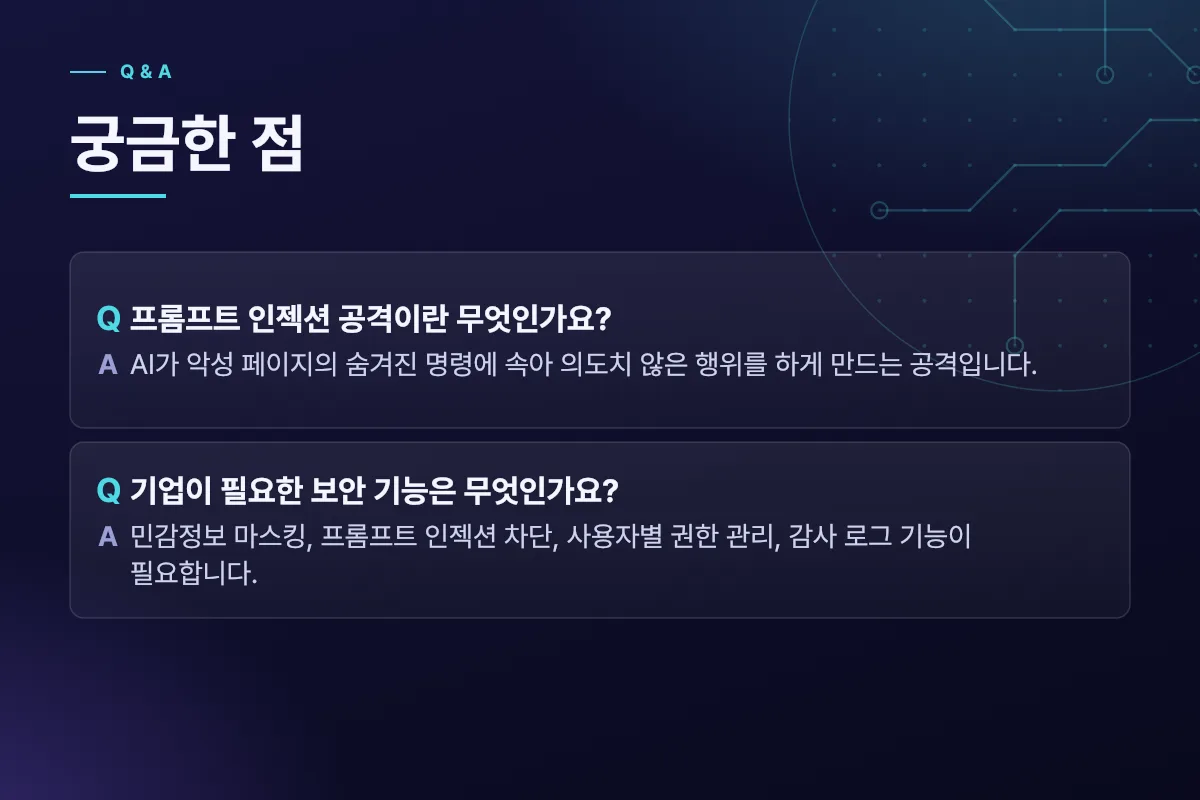 Q & A
궁금한 점
Q 프롬프트 인젝션 공격이란 무엇인가요?
A AI가 악성 페이지의 숨겨진 명령에 속아 의도치 않은 행위를 하게 만드는 공격입니다.
Q 기업이 필요한 보안 기능은 무엇인가요?
A 민감정보 마스킹, 프롬프트 인젝션 차단, 사용자별 권한 관리, 감사 로그 기능이
필요합니다.